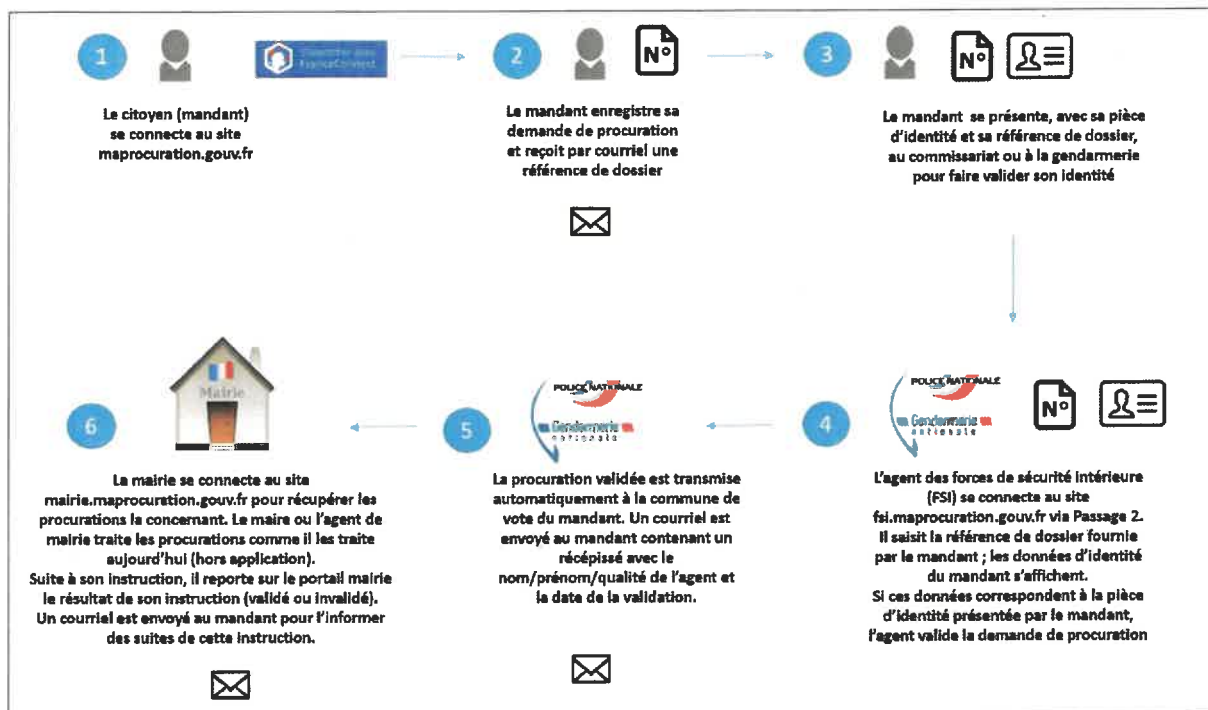 1
S'identifier avec
FranceConnect
Le citoyen (mandant)
se connecte au site
maprocuration.gouv.fr
2
N°
Le mandant enregistre sa
demande de procuration
et reçoit par courriel une
référence de dossier
3
N°
Le mandant se présente, avec sa pièce
d'identité et sa référence de dossier,
au commissariat ou à la gendarmerie
pour faire valider son identité
4
POLICE NATIONALE
Gendarmerie
nationale
N°
L'agent des forces de sécurité intérieure
(FSI) se connecte au site
fsi.maprocuration.gouv.fr via Passage 2.
Il saisit la référence de dossier fournie
par le mandant ; les données d'identité
du mandant s'affichent.
Si ces données correspondent à la pièce
d'identité présentée par le mandant,
l'agent valide la demande de procuration
5
POLICE NATIONALE
Gendarmerie
nationale
La procuration validée est transmise
automatiquement à la commune de
vote du mandant. Un courriel est
envoyé au mandant contenant un
récépissé avec le
nom/prénom/qualité de l'agent et
la date de la validation.
6
Mairie
La mairie se connecte au site
mairie.maprocuration.gouv.fr pour récupérer les
procurations la concernant. Le maire ou l'agent de
mairie traite les procurations comme il les traite
aujourd'hui (hors application).
Suite à son instruction, il reporte sur le portail mairie
le résultat de son instruction (validé ou invalidé).
Un courriel est envoyé au mandant pour l'informer
des suites de cette instruction.